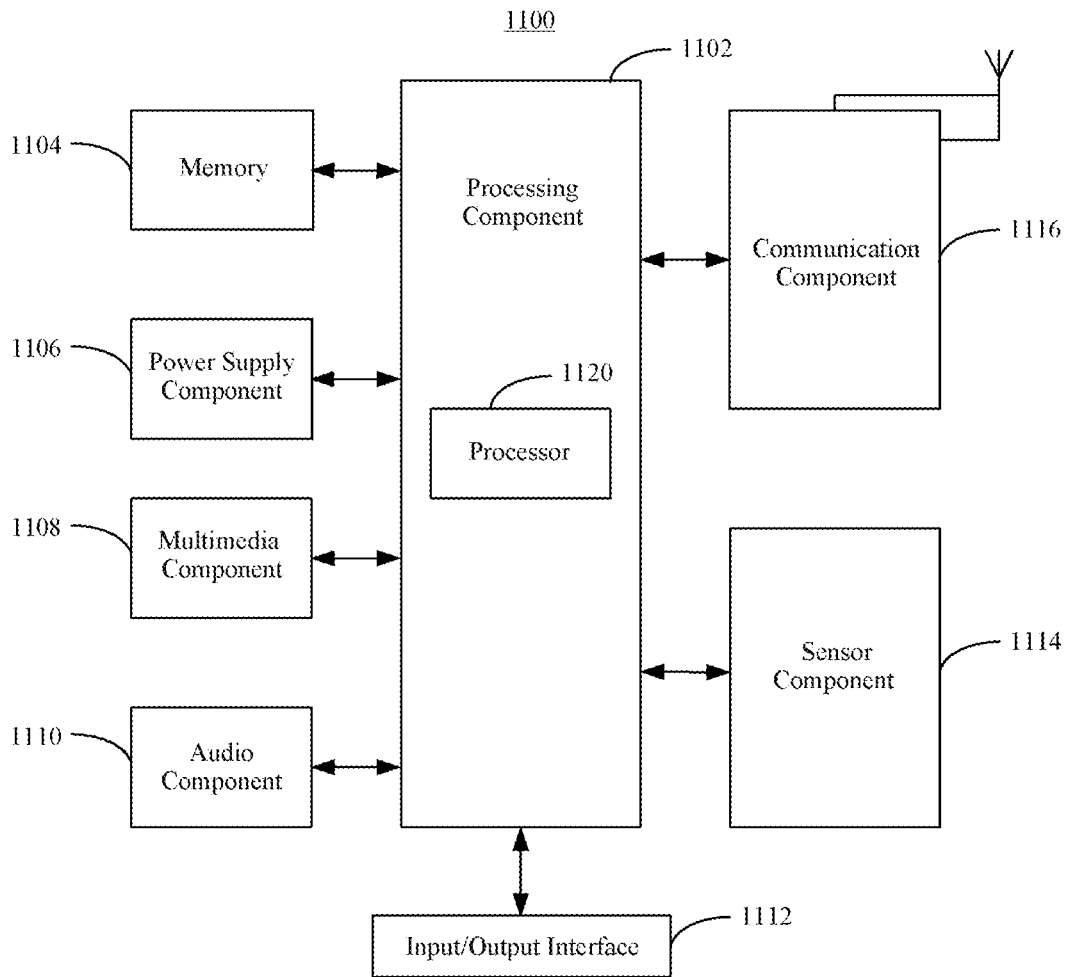 1100
1102
1104
Memory
Processing
Component
Communication
Component
1116
1106
Power Supply
Component
1120
Processor
1108
Multimedia
Component
Sensor
Component
1114
1110
Audio
Component
1112
Input/Output Interface